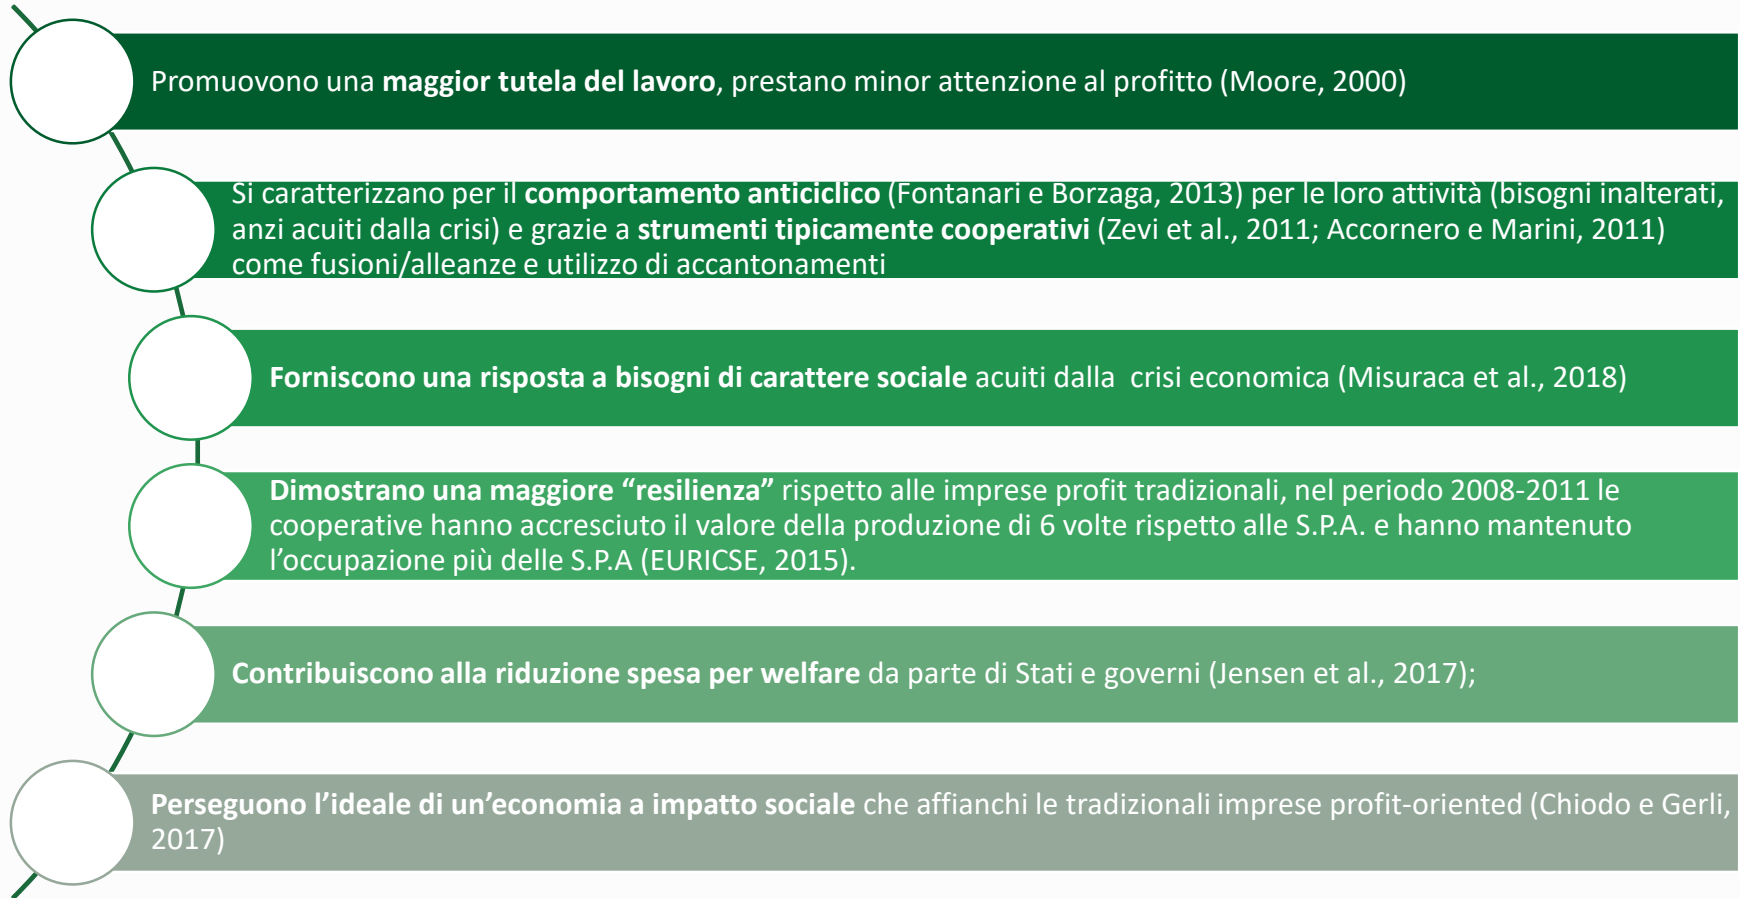 Promuovono una maggior tutela del lavoro, prestano minor attenzione al profitto (Moore, 2000)
Si caratterizzano per il comportamento anticiclico (Fontanari e Borzaga, 2013) per le loro attività (bisogni inalterati,
anzi acuiti dalla crisi) e grazie a strumenti tipicamente cooperativi (Zevi et al., 2011; Accornero e Marini, 2011)
come fusioni/alleanze e utilizzo di accantonamenti
Forniscono una risposta a bisogni di carattere sociale acuiti dalla  crisi economica (Misuraca et al., 2018)
Dimostrano una maggiore “resilienza” rispetto alle imprese profit tradizionali, nel periodo 2008-2011 le
cooperative hanno accresciuto il valore della produzione di 6 volte rispetto alle S.P.A. e hanno mantenuto
l’occupazione più delle S.P.A (EURICSE, 2015).
Contribuiscono alla riduzione spesa per welfare da parte di Stati e governi (Jensen et al., 2017);
Perseguono l’ideale di un’economia a impatto sociale che affianchi le tradizionali imprese profit-oriented (Chiodo e Gerli,
2017)